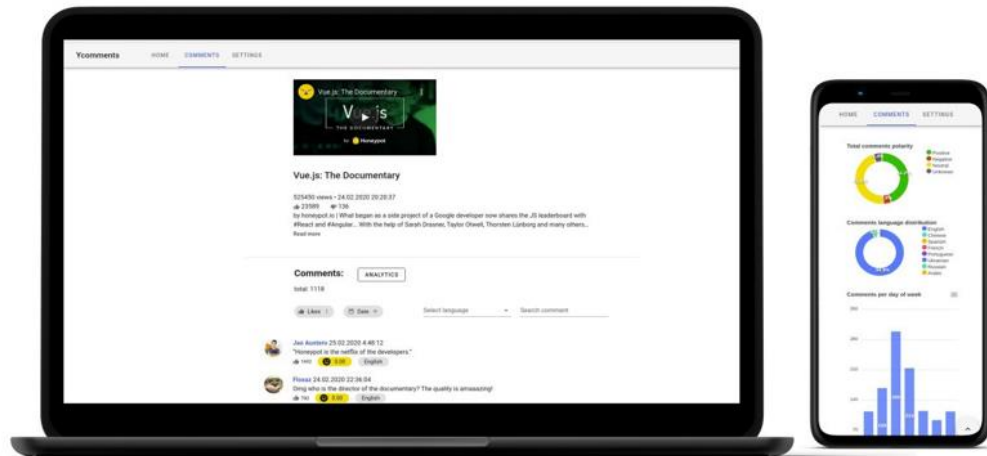 Ycomments HOME COMMENTS SETTINGS
Vue.js: The Documentary
Vue.js
THE DOCUMENTARY
by Honeypot
Vue.js: The Documentary
525450 views • 24.02.2020 20:20:37
23589 136
by honeypot.io | What began as a side project of a Google developer now shares the JS leaderboard with
#React and #Angular... With the help of Sarah Drasner, Taylor Otwell, Thorsten Lünborg and many others...
Read more
Comments: ANALYTICS
total: 1118
Likes Date Select language Search comment
25.02.2020 4:48:12
"Honeypot is the netflix of the developers."
0.00 English
24.02.2020 22:36:04
Omg who is the director of the documentary? The quality is amaaazing!
0.00 English
HOME COMMENTS SETTINGS
Total comments polarity
Positive
Negative
Neutral
Unknown
Comments language distribution
English
Chinese
Spanish
French
Portuguese
Ukrainian
Russian
Arabic
Comments per day of week